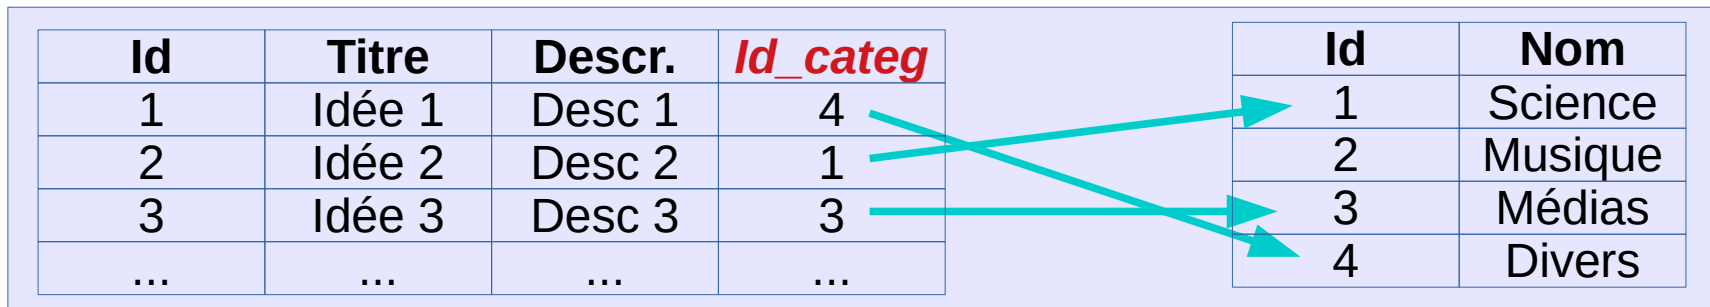 Id Titre Descr. Id_categ
1 Idée 1 Desc 1 4
2 Idée 2 Desc 2 1
3 Idée 3 Desc 3 3
... ... ... ...
Id Nom
1 Science
2 Musique
3 Médias
4 Divers